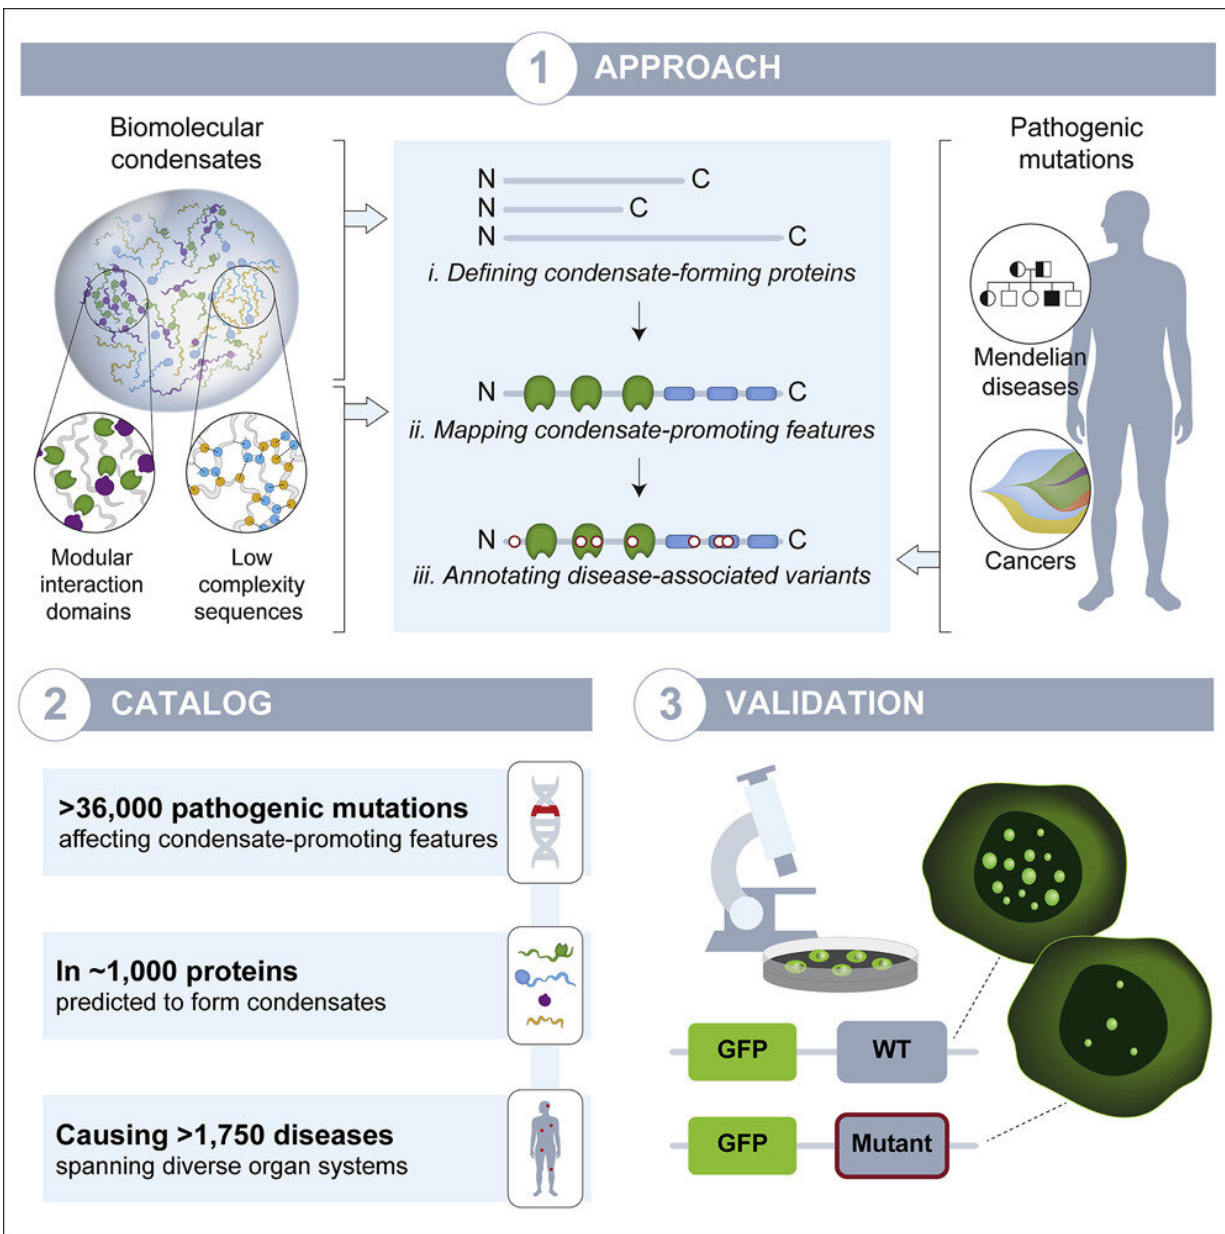 1 APPROACH
Biomolecular
condensates
Modular
interaction
domains
Low
complexity
sequences
N C
N C
N C
i. Defining condensate-forming proteins
N C
ii. Mapping condensate-promoting features
N C
iii. Annotating disease-associated variants
Pathogenic
mutations
Mendelian
diseases
Cancers
2 CATALOG
>36,000 pathogenic mutations
affecting condensate-promoting features
In ~1,000 proteins
predicted to form condensates
Causing >1,750 diseases
spanning diverse organ systems
3 VALIDATION
GFP WT
GFP Mutant